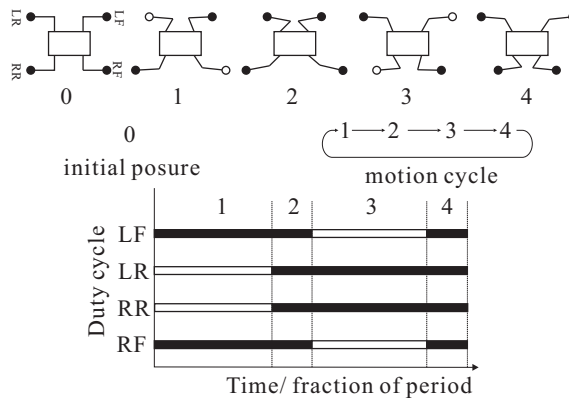 LR LF
RR RF
0 1 2 3 4
0
initial posure
1 2 3 4
motion cycle
1 2 3 4
Duty cycle
LF
LR
RR
RF
Time/ fraction of period